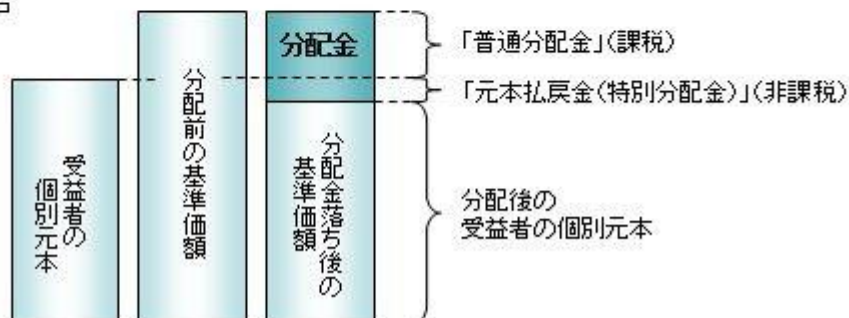 受益者の
個別元本
分配前の基準価額
分配金
分配金落ち後の
基準価額
「普通分配金」(課税)
「元本払戻金(特別分配金)」(非課税)
分配後の
受益者の個別元本